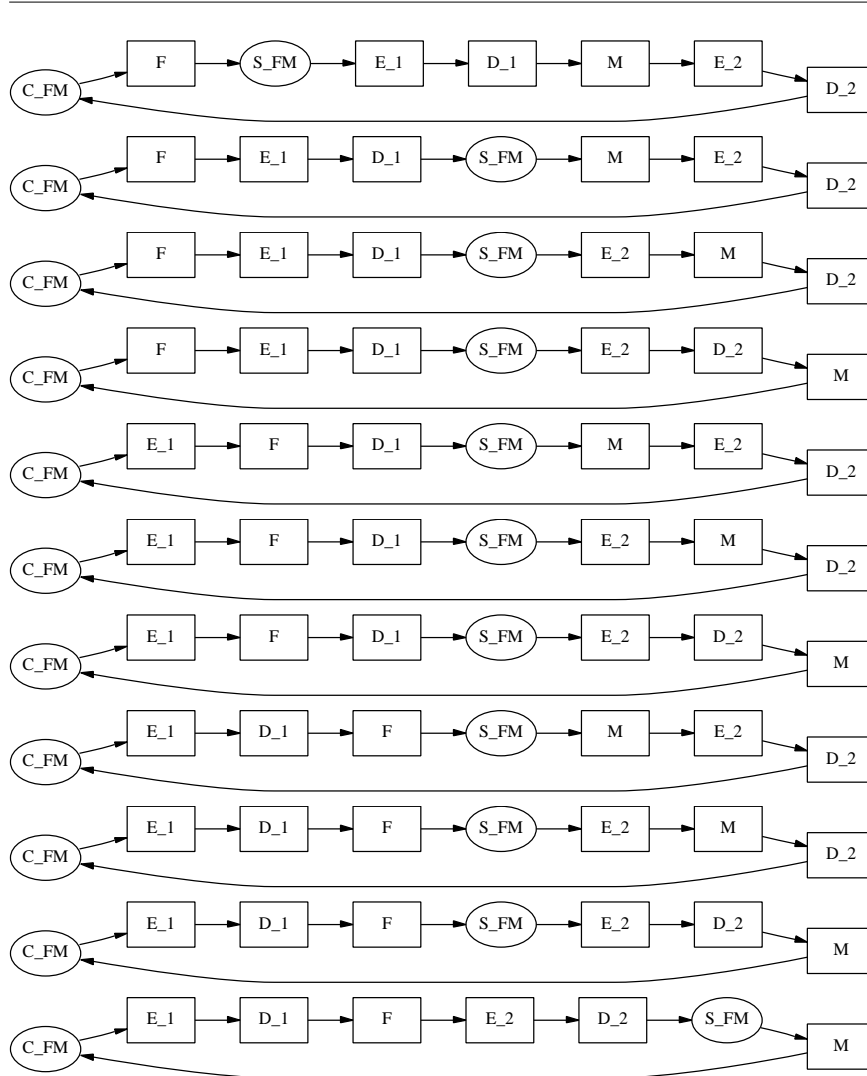 C_FM F S_FM E_1 D_1 M E_2 D_2
C_FM F E_1 D_1 S_FM M E_2 D_2
C_FM F E_1 D_1 S_FM E_2 M D_2
C_FM F E_1 D_1 S_FM E_2 D_2 M
C_FM E_1 F D_1 S_FM M E_2 D_2
C_FM E_1 F D_1 S_FM E_2 M D_2
C_FM E_1 F D_1 S_FM E_2 D_2 M
C_FM E_1 D_1 F S_FM M E_2 D_2
C_FM E_1 D_1 F S_FM E_2 M D_2
C_FM E_1 D_1 F S_FM E_2 D_2 M
C_FM E_1 D_1 F E_2 D_2 S_FM M